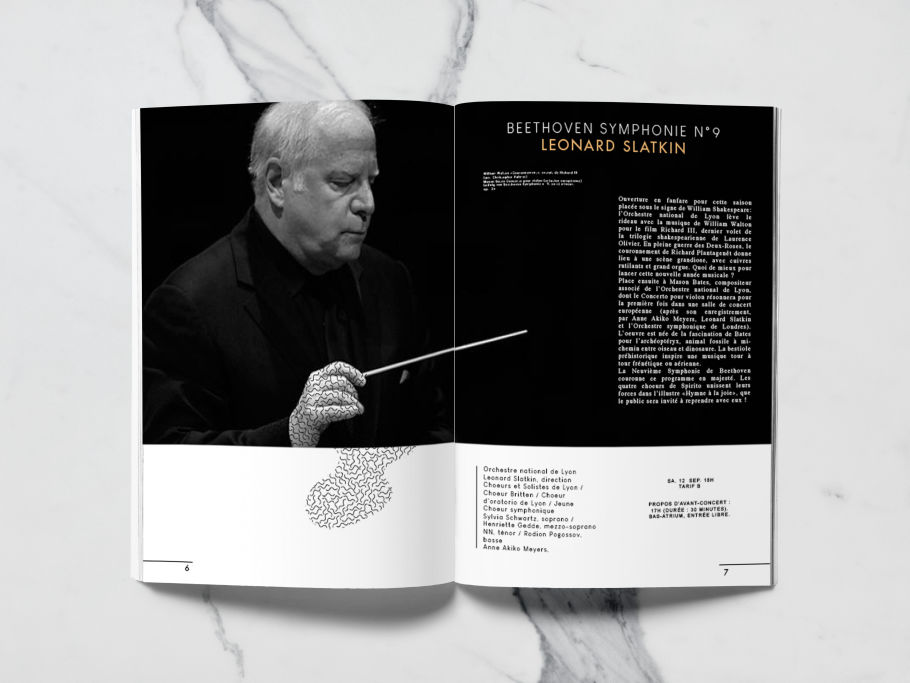 BEETHOVEN SYMPHONIE N°9
LEONARD SLATKIN
Ouverture en fanfare pour cette saison
placée sous le signe de William Shakespeare:
l'Orchestre national de Lyon lève le
rideau avec la musique de William Walton
pour le film Richard III, dernier volet de
la trilogie shakespearienne de Laurence
Olivier. En pleine guerre des Deux-Roses, le
couronnement de Richard Plantagenêt donne
lieu à une scène grandiose, avec cuivres
rutilants et grand orgue. Quoi de mieux pour
lancer cette nouvelle année musicale ?
Place ensuite à Mason Bates, compositeur
associé de l'Orchestre national de Lyon,
dont le Concerto pour violon résonnera pour
la première fois dans une salle de concert
européenne (après son enregistrement,
par Anne Akiko Meyers, Leonard Slatkin
et l'Orchestre symphonique de Londres).
L'oeuvre est née de la fascination de Bates
pour l'archéoptéryx, animal fossile à mi-
chemin entre oiseau et dinosaure. La bestiole
préhistorique inspire une musique tour à
tour frénétique ou aérienne.
La Neuvième Symphonie de Beethoven
couronne ce programme en majesté. Les
quatre choeurs de Spirito unissent leurs
forces dans l'illustre «Hymne à la joie», que
le public sera invité à reprendre avec eux !
Orchestre national de Lyon
Leonard Slatkin, direction
Choeurs et Solistes de Lyon /
Choeur Britten / Choeur
d'oratorio de Lyon / Jeune
Choeur symphonique
Sylvia Schwartz, soprano /
Henriette Gødde, mezzo-soprano
NN, ténor / Rodion Pogossov,
basse
Anne Akiko Meyers,
SA. 12 SEP. 18H
TARIF B
PROPOS D'AVANT-CONCERT :
17H (DURÉE : 30 MINUTES).
BAS-ATRIUM, ENTRÉE LIBRE.
6
7